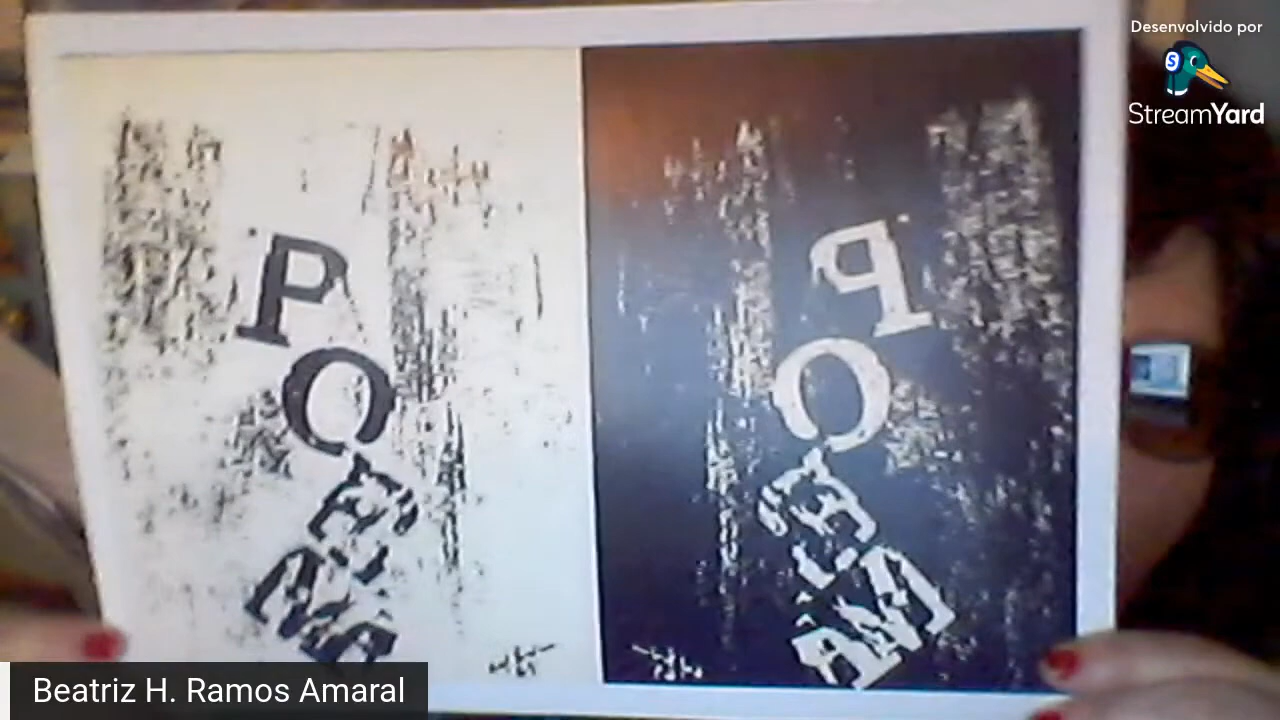 Desenvolvido por
S
StreamYard
P
O
E
M
A
P
O
E
M
A
Beatriz H. Ramos Amaral